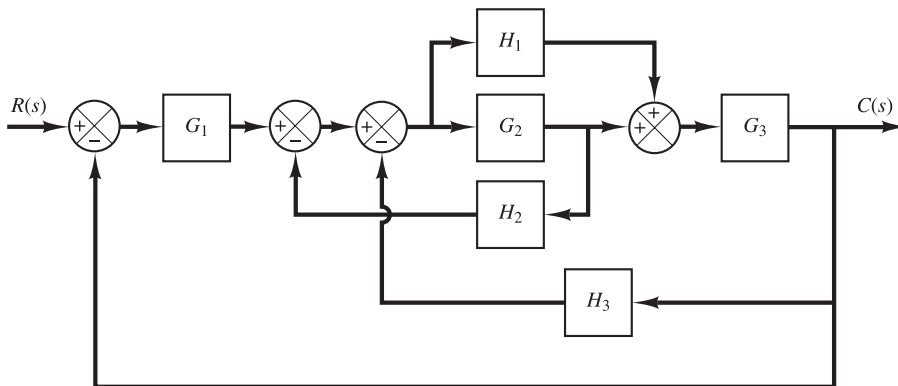 H₁
R(s)
C(s)
+
−
G₁
+
−
+
−
G₂
+
+
G₃
H₂
H₃